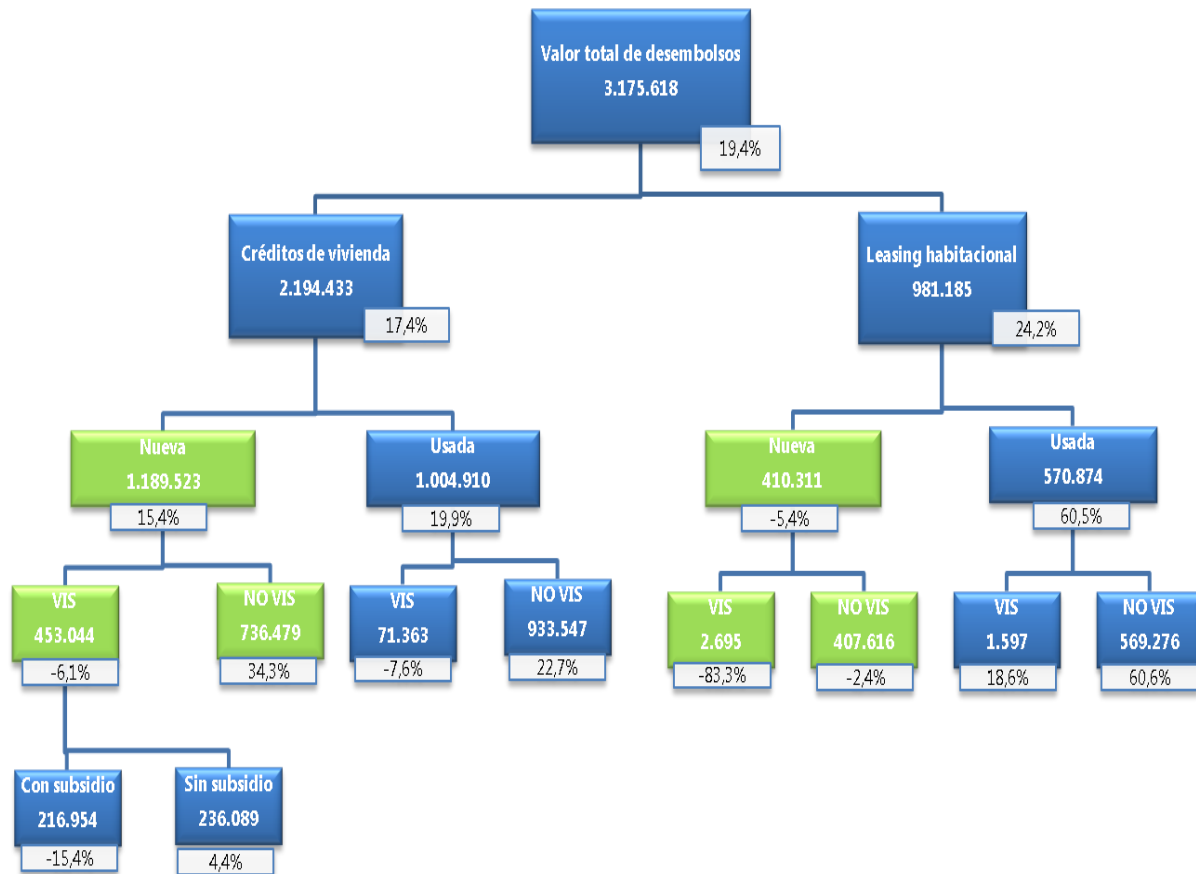 Valor total de desembolsos
3.175.618
19,4%
Créditos de vivienda
2.194.433
17,4%
Leasing habitacional
981.185
24,2%
Nueva
1.189.523
15,4%
Usada
1.004.910
19,9%
Nueva
410.311
-5,4%
Usada
570.874
60,5%
VIS
453.044
-6,1%
NO VIS
736.479
34,3%
VIS
71.363
-7,6%
NO VIS
933.547
22,7%
VIS
2.695
-83,3%
NO VIS
407.616
-2,4%
VIS
1.597
18,6%
NO VIS
569.276
60,6%
Con subsidio
216.954
-15,4%
Sin subsidio
236.089
4,4%